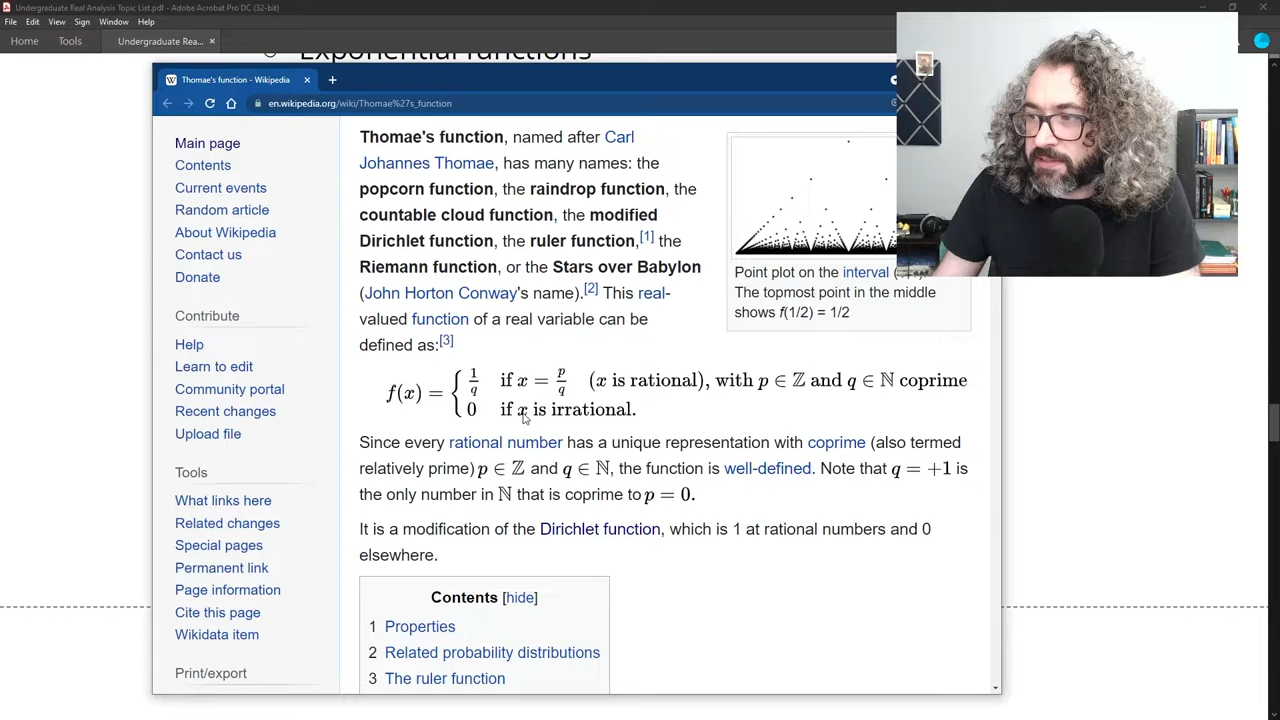 Undergraduate Real Analysis Topic List.pdf - Adobe Acrobat Pro DC (32-bit)
File Edit View Sign Window Help
Home Tools Undergraduate Rea... ×
Exponential functions
W Thomae's function - Wikipedia × +
en.wikipedia.org/wiki/Thomae%27s_function
Main page
Contents
Current events
Random article
About Wikipedia
Contact us
Donate
Contribute
Help
Learn to edit
Community portal
Recent changes
Upload file
Tools
What links here
Related changes
Special pages
Permanent link
Page information
Cite this page
Wikidata item
Print/export
Thomae's function, named after Carl
Johannes Thomae, has many names: the
popcorn function, the raindrop function, the
countable cloud function, the modified
Dirichlet function, the ruler function,[1] the
Riemann function, or the Stars over Babylon
(John Horton Conway's name).[2] This real-
valued function of a real variable can be
defined as:[3]
Point plot on the interval
The topmost point in the middle
shows f(1/2) = 1/2
f(x) = { 1/q if x = p/q (x is rational), with p ∈ ℤ and q ∈ ℕ coprime
0 if x is irrational.
Since every rational number has a unique representation with coprime (also termed
relatively prime) p ∈ ℤ and q ∈ ℕ, the function is well-defined. Note that q = +1 is
the only number in ℕ that is coprime to p = 0.
It is a modification of the Dirichlet function, which is 1 at rational numbers and 0
elsewhere.
Contents [hide]
1 Properties
2 Related probability distributions
3 The ruler function